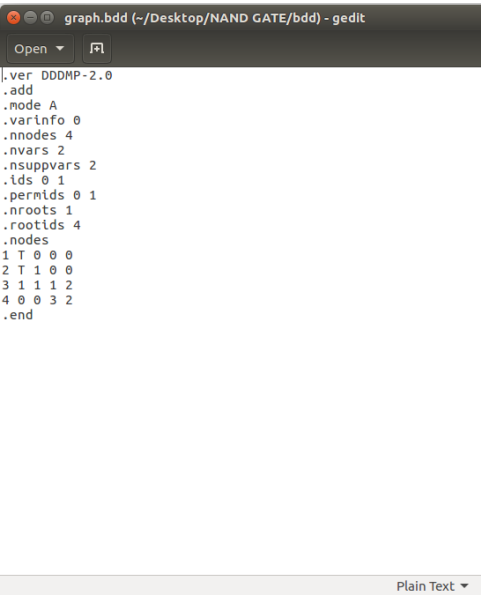 graph.bdd (~/Desktop/NAND GATE/bdd) - gedit
Open
.ver DDDMP-2.0
.add
.mode A
.varinfo 0
.nnodes 4
.nvars 2
.nsuppvars 2
.ids 0 1
.permids 0 1
.nroots 1
.rootids 4
.nodes
1 T 0 0 0
2 T 1 0 0
3 1 1 1 2
4 0 0 3 2
.end
Plain Text